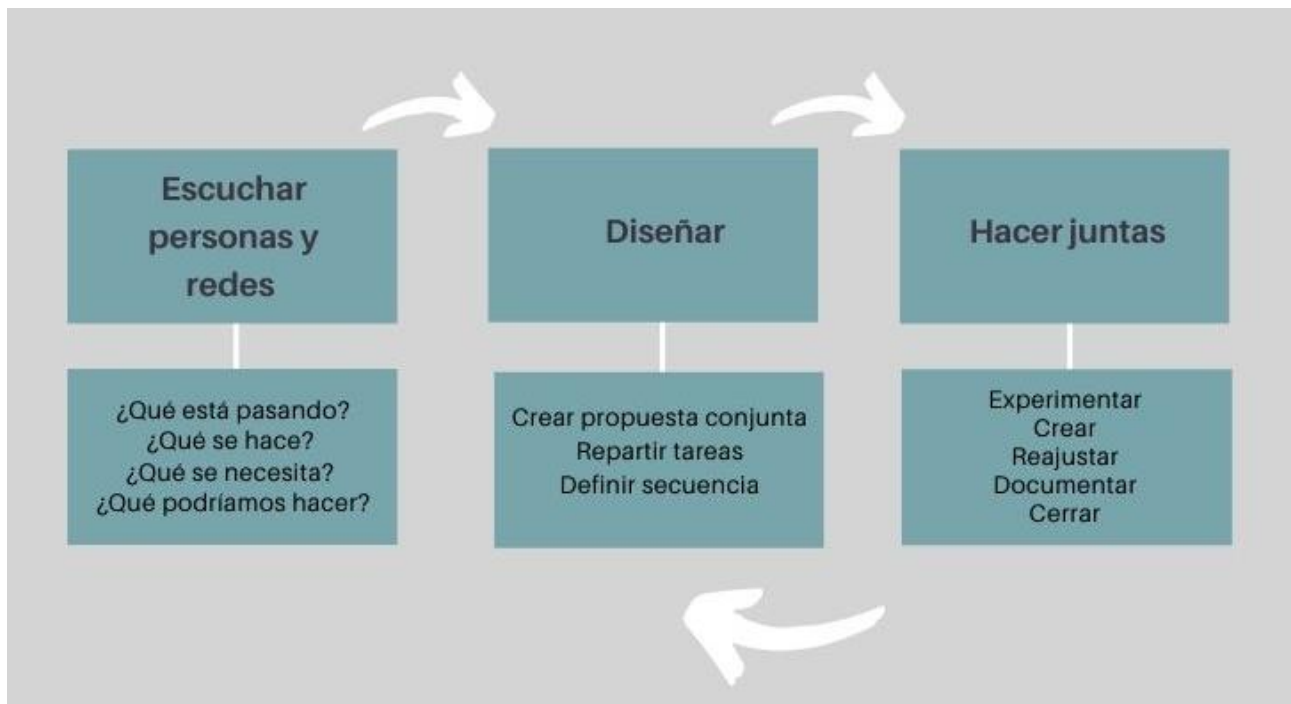 Escuchar
personas y
redes
¿Qué está pasando?
¿Qué se hace?
¿Qué se necesita?
¿Qué podríamos hacer?
Diseñar
Crear propuesta conjunta
Repartir tareas
Definir secuencia
Hacer juntas
Experimentar
Crear
Reajustar
Documentar
Cerrar